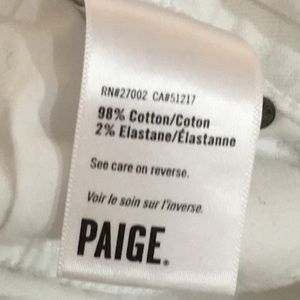 RN#27002 CA#51217
98% Cotton/Coton
2% Elastane/Élastanne
See care on reverse.
Voir le soin sur l'inverse.
PAIGE.